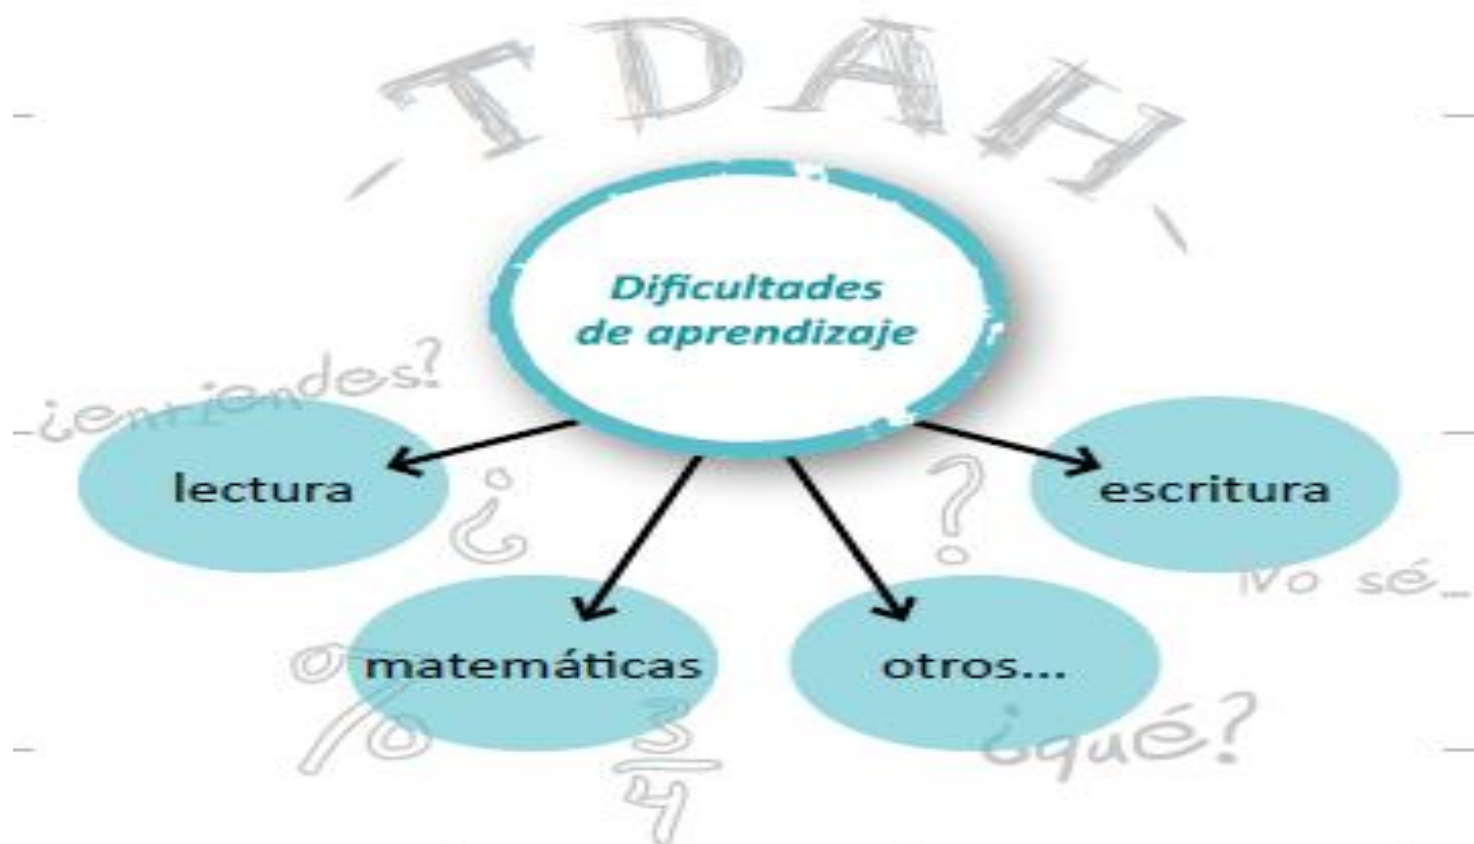 TDAH
Dificultades
de aprendizaje
¿entiendes?
lectura
¿
?
escritura
No sé...
matemáticas
otros...
%
3
4
¿qué?